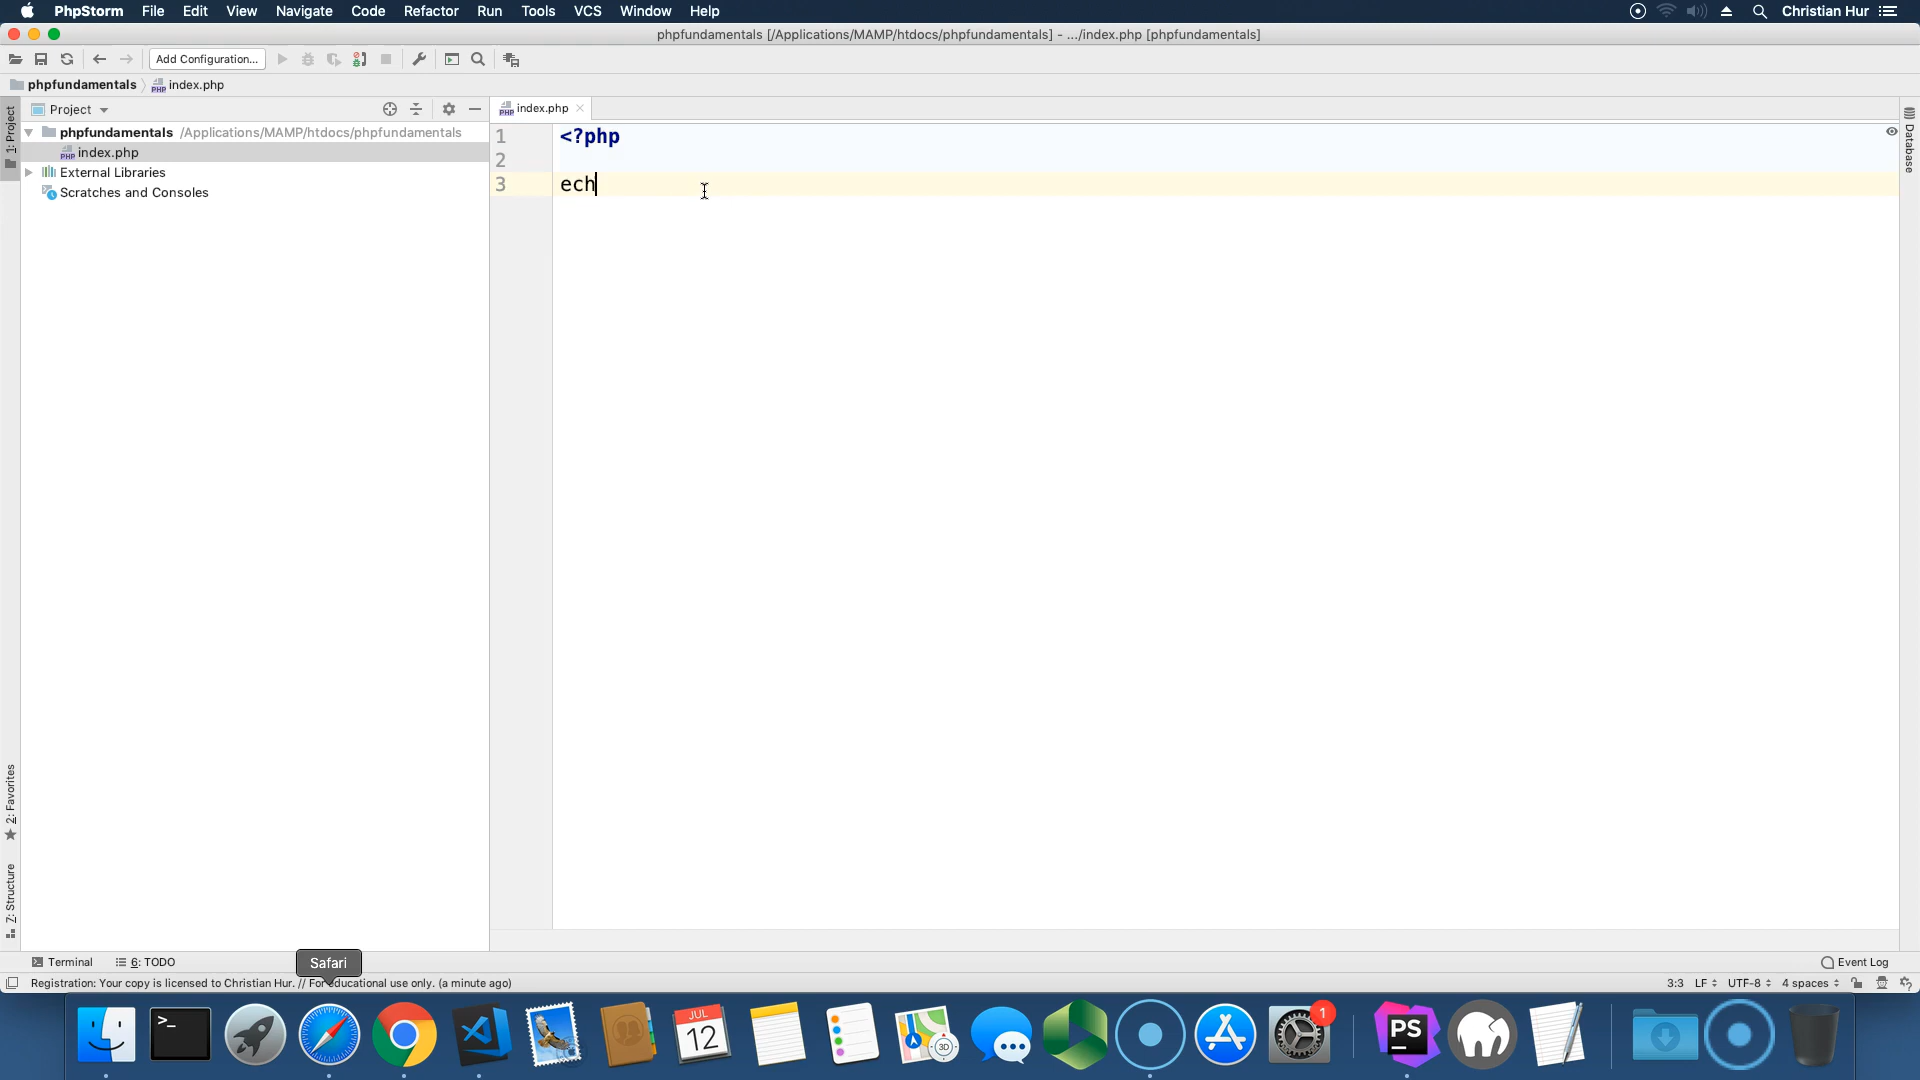 PhpStorm File Edit View Navigate Code Refactor Run Tools VCS Window Help Christian Hur
phpfundamentals [/Applications/MAMP/htdocs/phpfundamentals] - .../index.php [phpfundamentals]
Add Configuration...
phpfundamentals index.php
1: Project
Project
index.php
Database
phpfundamentals /Applications/MAMP/htdocs/phpfundamentals
index.php
External Libraries
Scratches and Consoles
1 <?php
2
3 ech
2: Favorites
7: Structure
Terminal 6: TODO Event Log
Safari
Registration: Your copy is licensed to Christian Hur. // For educational use only. (a minute ago) 3:3 LF UTF-8 4 spaces
>_
JUL
12
3D
1
PS